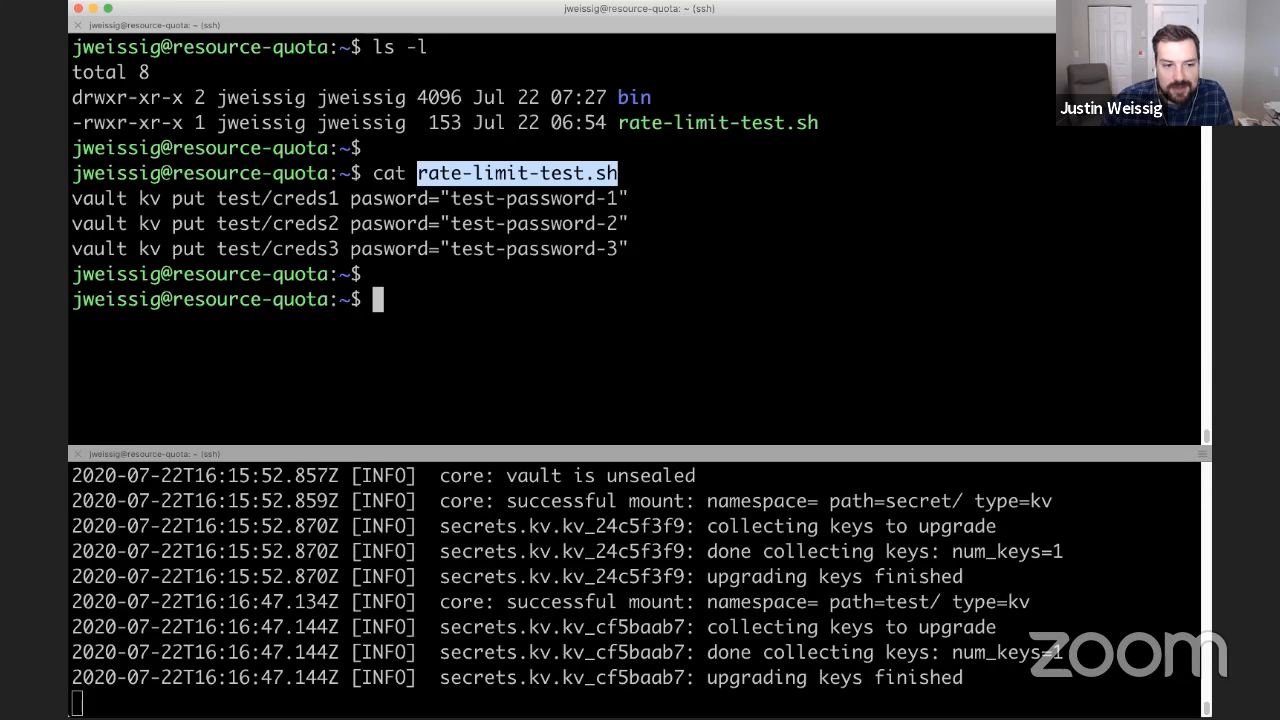 jweissig@resource-quota: ~ (ssh)
jweissig@resource-quota: ~ (ssh)
jweissig@resource-quota:~$ ls -l
total 8
drwxr-xr-x 2 jweissig jweissig 4096 Jul 22 07:27 bin
-rwxr-xr-x 1 jweissig jweissig  153 Jul 22 06:54 rate-limit-test.sh
jweissig@resource-quota:~$
jweissig@resource-quota:~$ cat rate-limit-test.sh
vault kv put test/creds1 pasword="test-password-1"
vault kv put test/creds2 pasword="test-password-2"
vault kv put test/creds3 pasword="test-password-3"
jweissig@resource-quota:~$
jweissig@resource-quota:~$
Justin Weissig
jweissig@resource-quota: ~ (ssh)
2020-07-22T16:15:52.857Z [INFO]  core: vault is unsealed
2020-07-22T16:15:52.859Z [INFO]  core: successful mount: namespace= path=secret/ type=kv
2020-07-22T16:15:52.870Z [INFO]  secrets.kv.kv_24c5f3f9: collecting keys to upgrade
2020-07-22T16:15:52.870Z [INFO]  secrets.kv.kv_24c5f3f9: done collecting keys: num_keys=1
2020-07-22T16:15:52.870Z [INFO]  secrets.kv.kv_24c5f3f9: upgrading keys finished
2020-07-22T16:16:47.134Z [INFO]  core: successful mount: namespace= path=test/ type=kv
2020-07-22T16:16:47.144Z [INFO]  secrets.kv.kv_cf5baab7: collecting keys to upgrade
2020-07-22T16:16:47.144Z [INFO]  secrets.kv.kv_cf5baab7: done collecting keys: num_keys=1
2020-07-22T16:16:47.144Z [INFO]  secrets.kv.kv_cf5baab7: upgrading keys finished
zoom